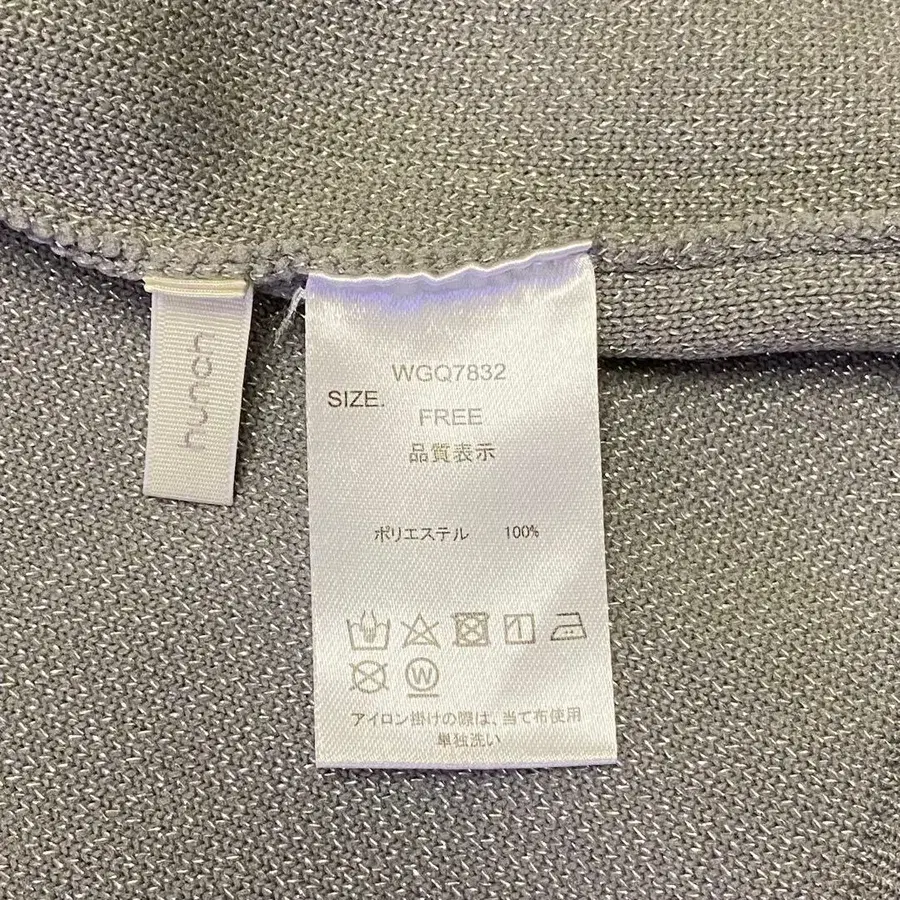 nuran
WGQ7832
SIZE.
FREE
品質表示
ポリエステル 100%
W
アイロン掛けの際は、当て布使用
単独洗い